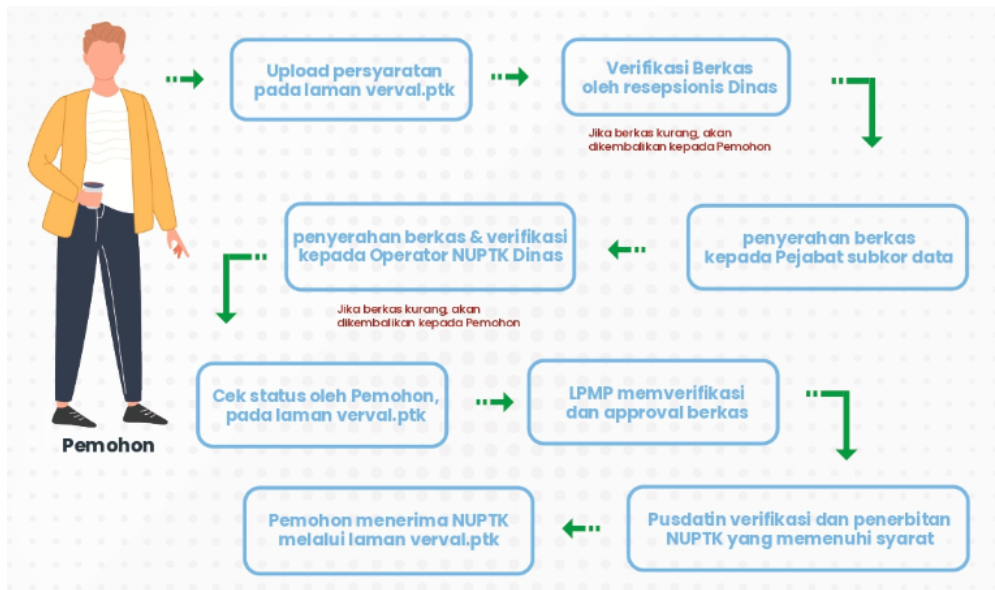 Upload persyaratan
pada laman verval.ptk
Verifikasi Berkas
oleh resepsionis Dinas
Jika berkas kurang, akan
dikembalikan kepada Pemohon
penyerahan berkas
kepada Pejabat subkor data
penyerahan berkas & verifikasi
kepada Operator NUPTK Dinas
Jika berkas kurang, akan
dikembalikan kepada Pemohon
Cek status oleh Pemohon,
pada laman verval.ptk
LPMP memverifikasi
dan approval berkas
Pusdatin verifikasi dan penerbitan
NUPTK yang memenuhi syarat
Pemohon menerima NUPTK
melalui laman verval.ptk
Pemohon